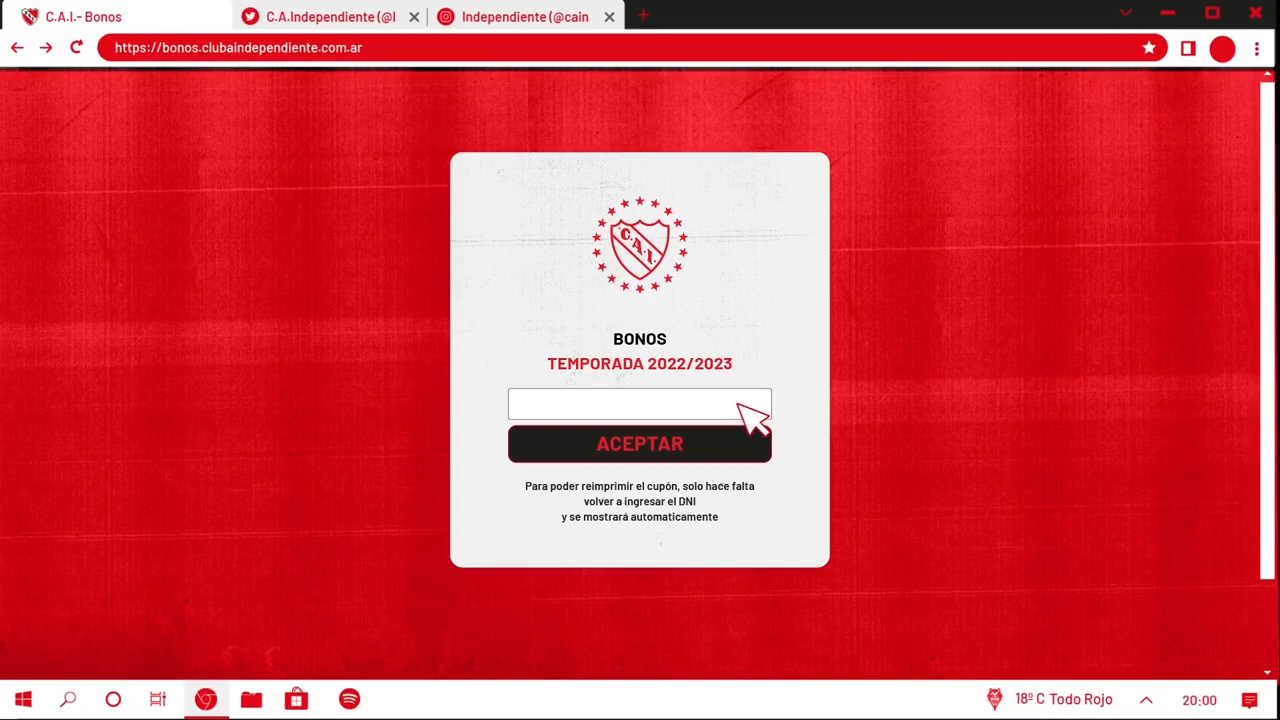 C.A.I.- Bonos
C.A.Independiente (@I
Independiente (@cain
https://bonos.clubaindependiente.com.ar
C.A.I.
BONOS
TEMPORADA 2022/2023
ACEPTAR
Para poder reimprimir el cupón, solo hace falta
volver a ingresar el DNI
y se mostrará automaticamente
18º C Todo Rojo
20:00